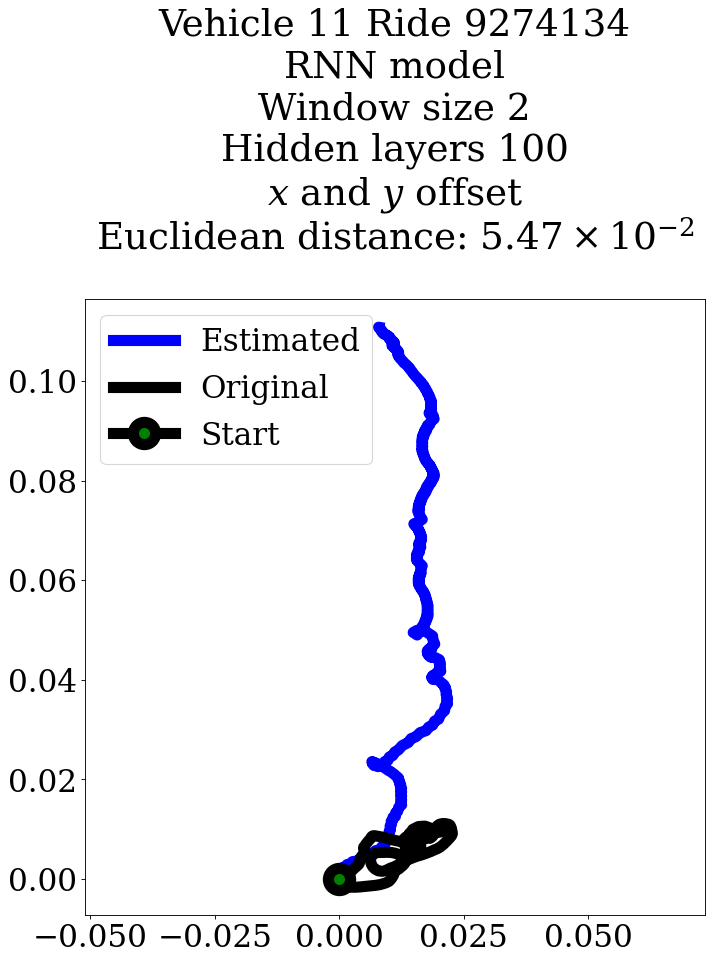 Vehicle 11 Ride 9274134
RNN model
Window size 2
Hidden layers 100
x and y offset
Euclidean distance: 5.47 × 10⁻²
Estimated
Original
Start
0.10
0.08
0.06
0.04
0.02
0.00
−0.050 −0.025 0.000 0.025 0.050